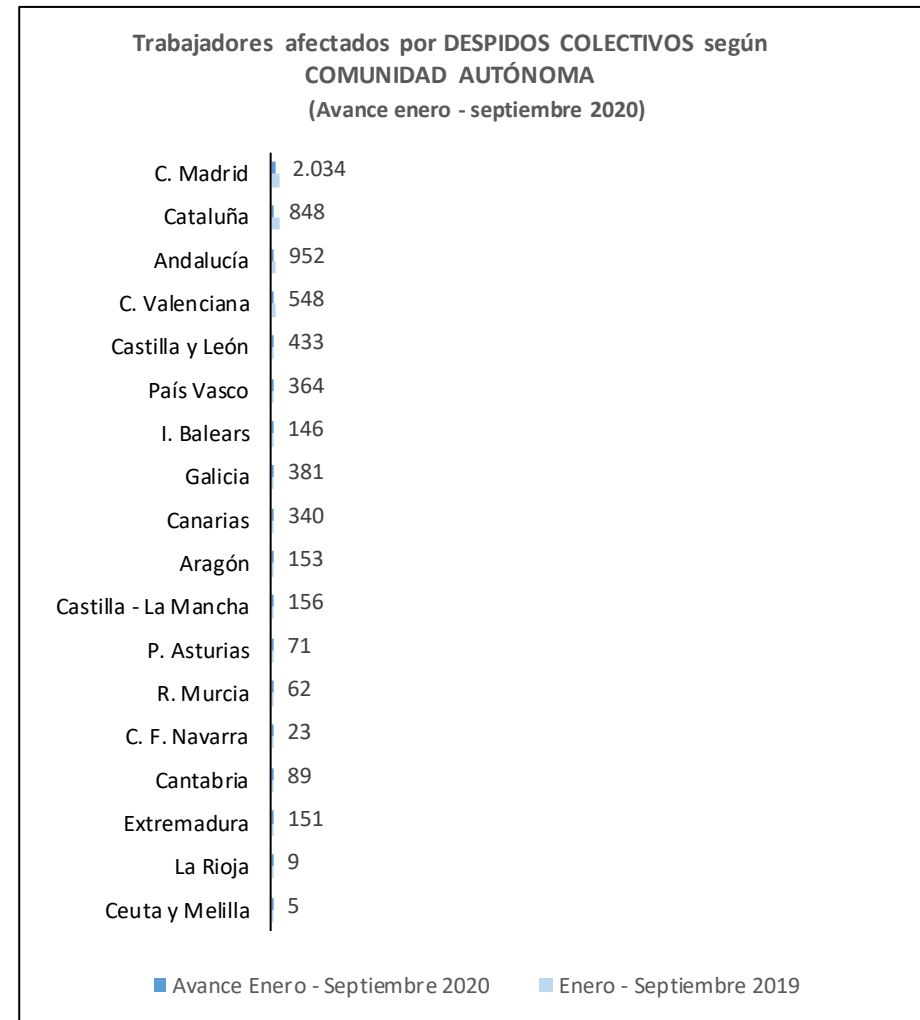 Trabajadores afectados por DESPIDOS COLECTIVOS según
COMUNIDAD AUTÓNOMA
(Avance enero - septiembre 2020)
C. Madrid 2.034
Cataluña 848
Andalucía 952
C. Valenciana 548
Castilla y León 433
País Vasco 364
I. Balears 146
Galicia 381
Canarias 340
Aragón 153
Castilla - La Mancha 156
P. Asturias 71
R. Murcia 62
C. F. Navarra 23
Cantabria 89
Extremadura 151
La Rioja 9
Ceuta y Melilla 5
Avance Enero - Septiembre 2020 Enero - Septiembre 2019